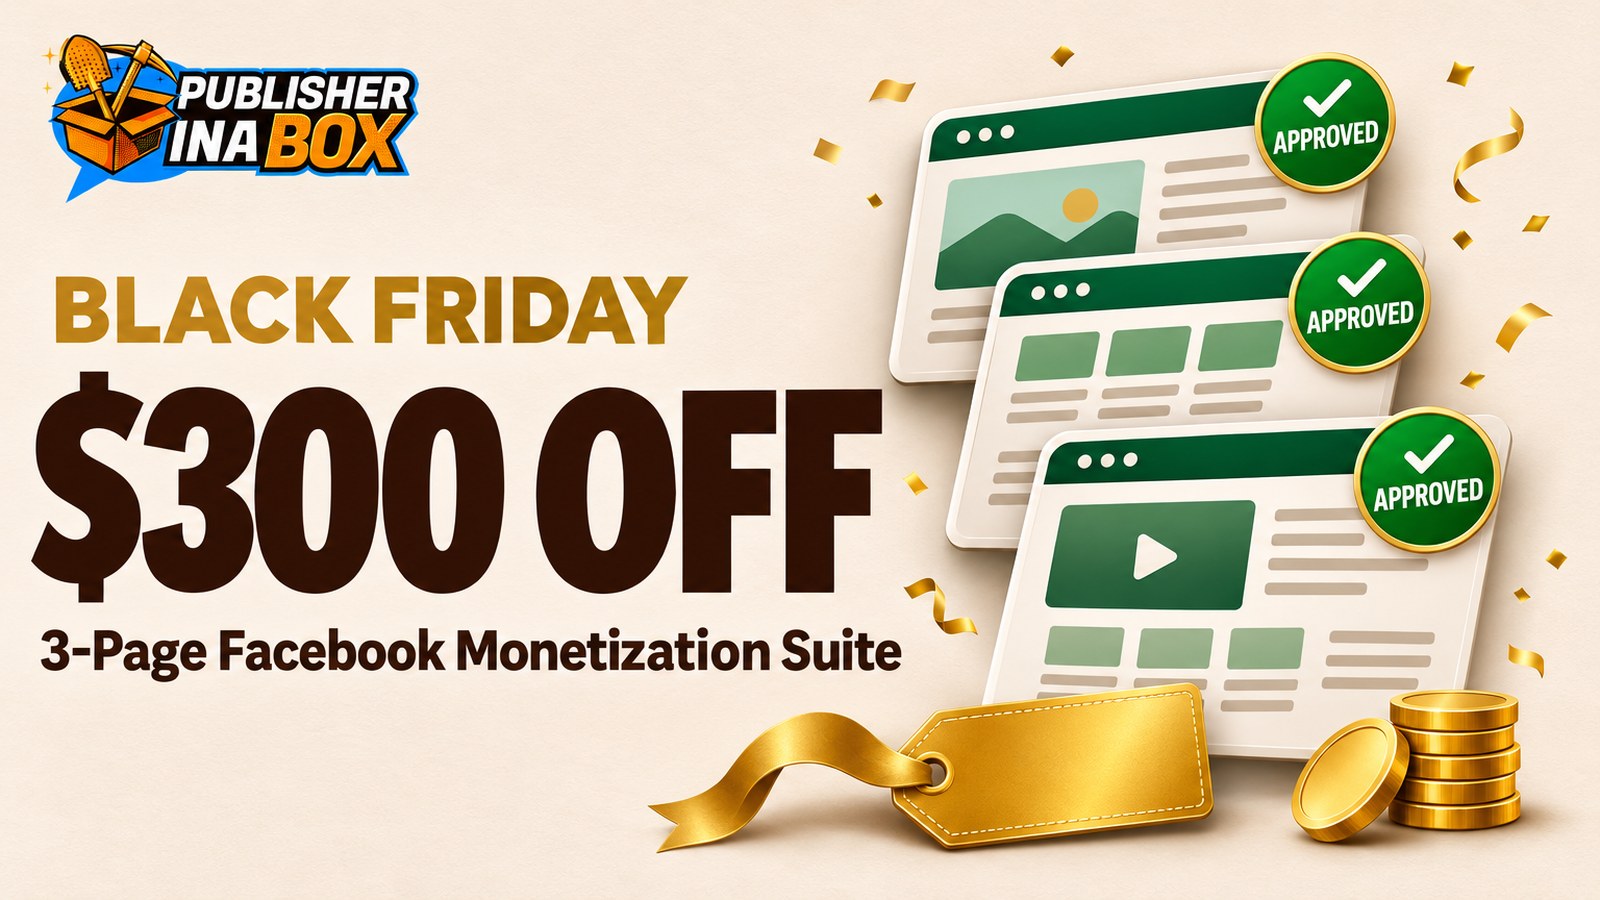 PUBLISHER
IN A BOX
BLACK FRIDAY
$300 OFF
3-Page Facebook Monetization Suite
APPROVED
APPROVED
APPROVED